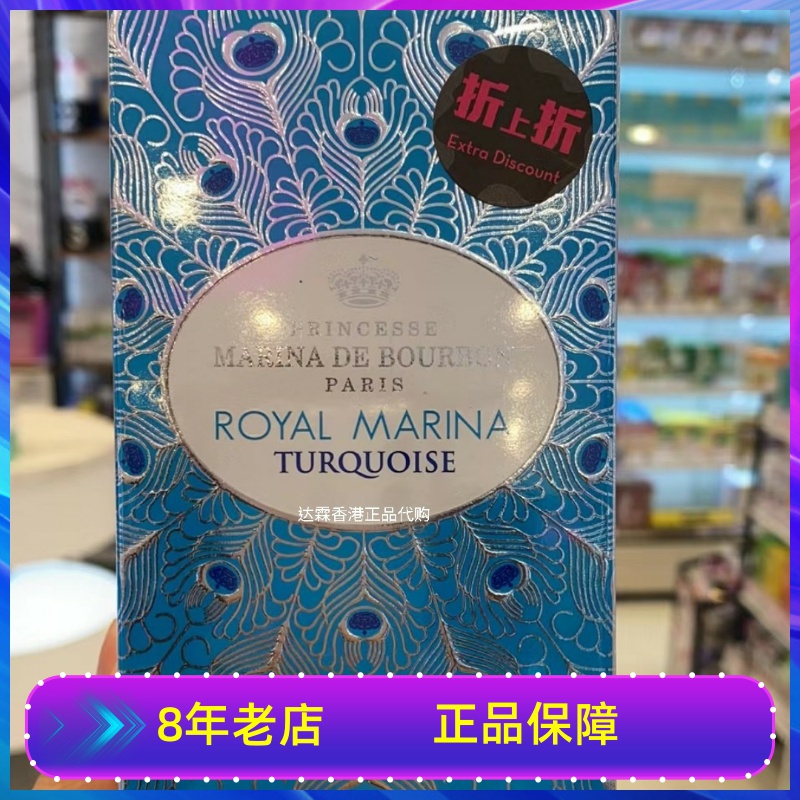 折上折
Extra Discount
PRINCESSE
MARINA DE BOURBON
PARIS
ROYAL MARINA
TURQUOISE
达霖香港正品代购
8年老店 正品保障